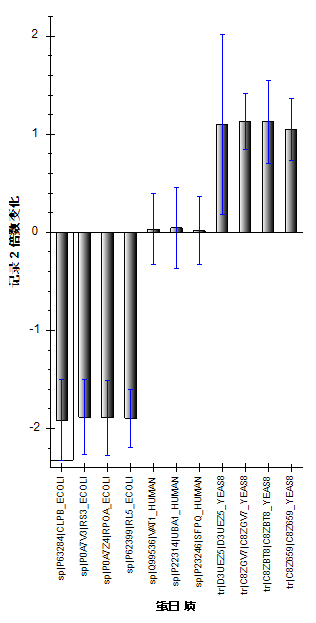 2
1
0
-1
-2
记录 2 倍数变化
sp|P63284|CLPB_ECOLI
sp|P0A7V3|RS3_ECOLI
sp|P0A7Z4|RPOA_ECOLI
sp|P62399|RL5_ECOLI
sp|Q99536|VAT1_HUMAN
sp|P22314|UBA1_HUMAN
sp|P23246|SFPQ_HUMAN
tr|D3UEZ5|D3UEZ5_YEAS8
tr|C8ZGV7|C8ZGV7_YEAS8
tr|C8ZBT8|C8ZBT8_YEAS8
tr|C8Z659|C8Z659_YEAS8
蛋白 质